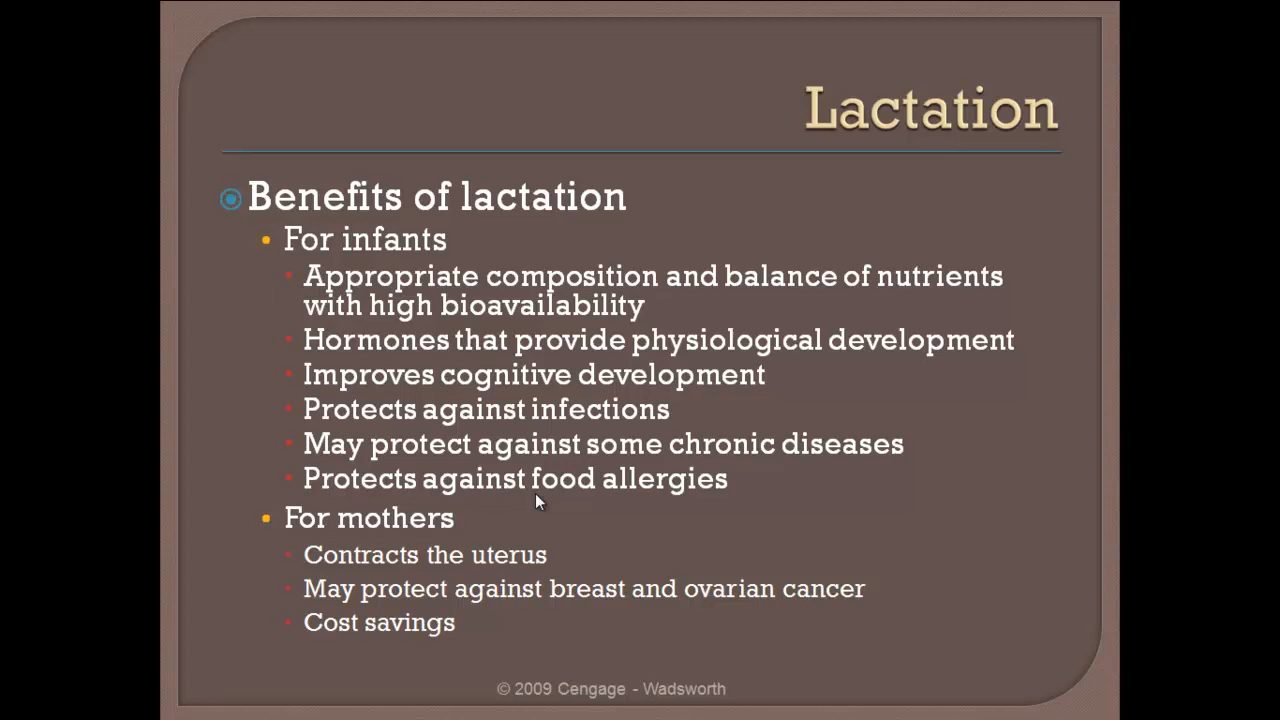 Lactation
Benefits of lactation
For infants
Appropriate composition and balance of nutrients
with high bioavailability
Hormones that provide physiological development
Improves cognitive development
Protects against infections
May protect against some chronic diseases
Protects against food allergies
For mothers
Contracts the uterus
May protect against breast and ovarian cancer
Cost savings
© 2009 Cengage - Wadsworth